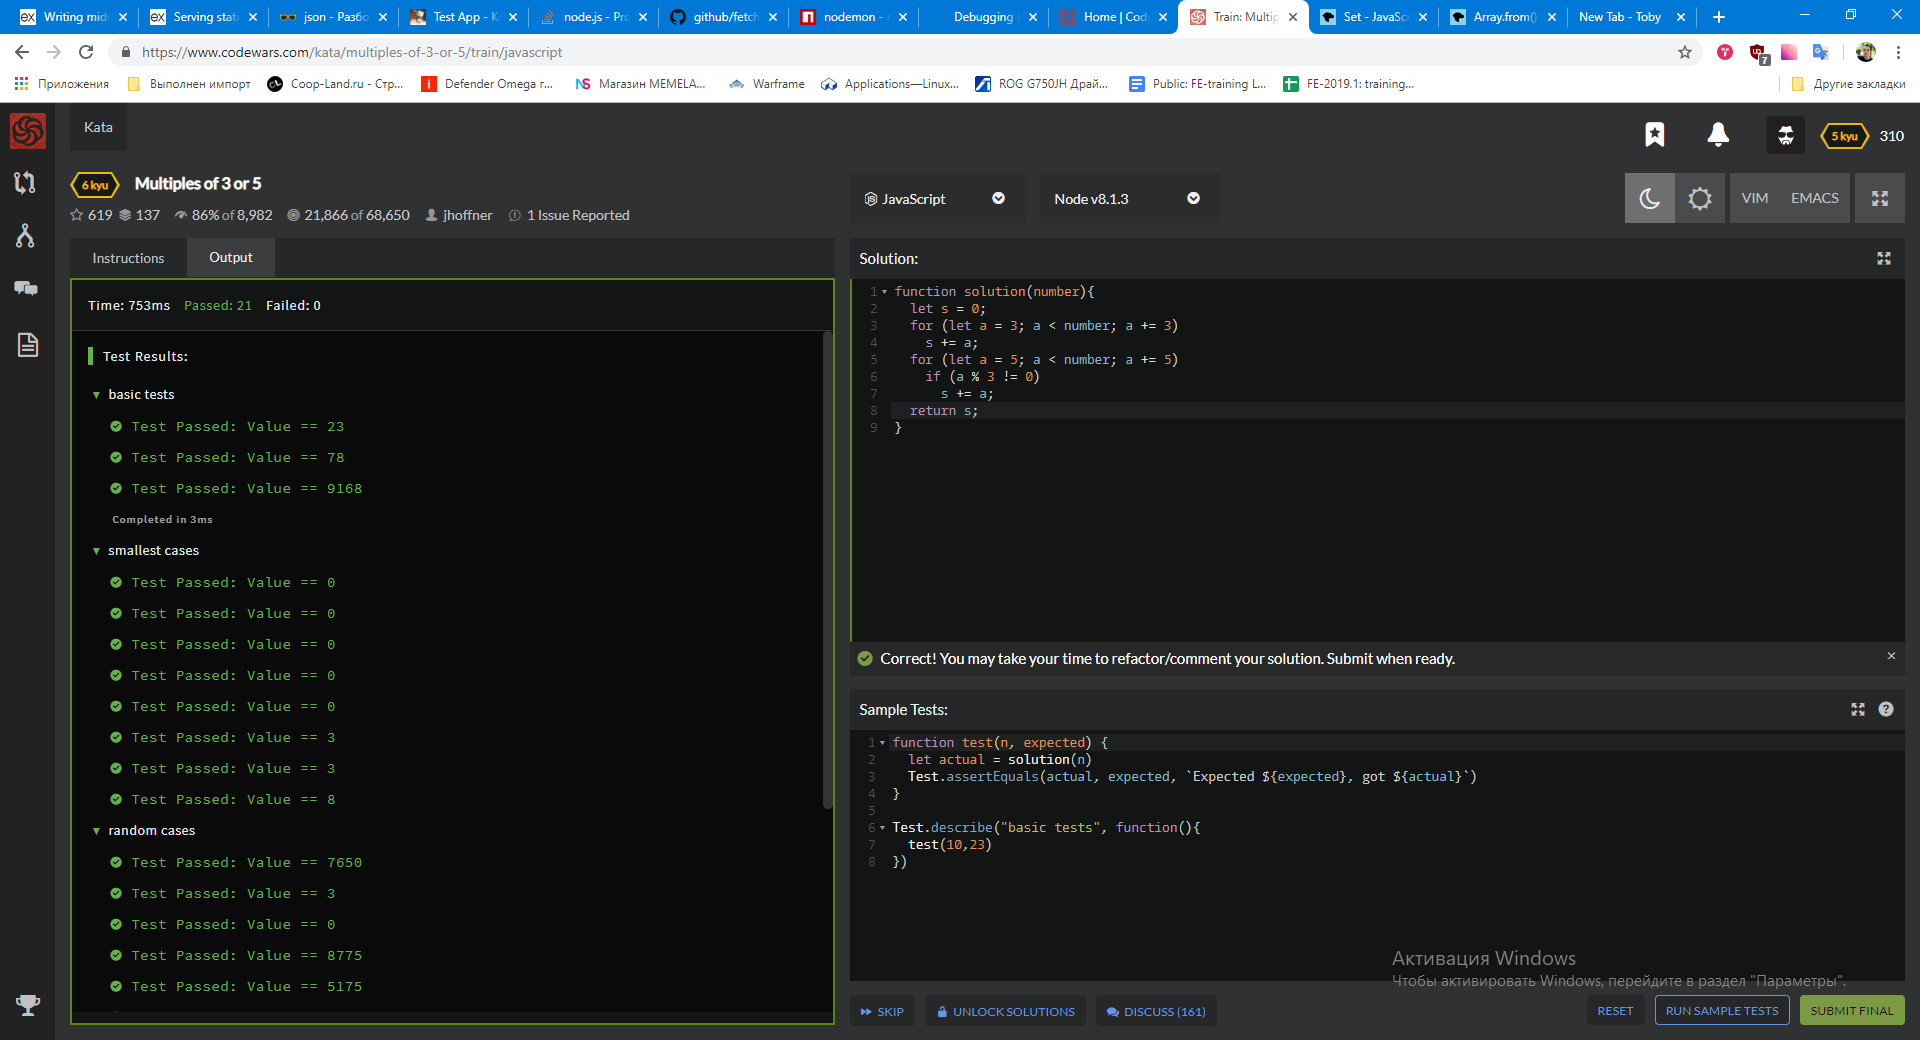 Writing mid
Serving stati
json - Разбо
Test App - K
node.js - Pro
github/fetch
nodemon -
Debugging
Home | Cod
Train: Multip
Set - JavaSc
Array.from()
New Tab - Toby
https://www.codewars.com/kata/multiples-of-3-or-5/train/javascript
7
Приложения
Выполнен импорт
Coop-Land.ru - Стр...
Defender Omega r...
Магазин MEMELA...
Warframe
Applications—Linux...
ROG G750JH Драй...
Public: FE-training L...
FE-2019.1: training...
Другие закладки
Kata
5 kyu
310
6 kyu
Multiples of 3 or 5
619
137
86% of 8,982
21,866 of 68,650
jhoffner
1 Issue Reported
JavaScript
Node v8.1.3
VIM
EMACS
Instructions
Output
Time: 753ms Passed: 21 Failed: 0
Test Results:
basic tests
Test Passed: Value == 23
Test Passed: Value == 78
Test Passed: Value == 9168
Completed in 3ms
smallest cases
Test Passed: Value == 0
Test Passed: Value == 0
Test Passed: Value == 0
Test Passed: Value == 0
Test Passed: Value == 0
Test Passed: Value == 3
Test Passed: Value == 3
Test Passed: Value == 8
random cases
Test Passed: Value == 7650
Test Passed: Value == 3
Test Passed: Value == 0
Test Passed: Value == 8775
Test Passed: Value == 5175
Solution:
1 function solution(number){
2 let s = 0;
3 for (let a = 3; a < number; a += 3)
4 s += a;
5 for (let a = 5; a < number; a += 5)
6 if (a % 3 != 0)
7 s += a;
8 return s;
9 }
Correct! You may take your time to refactor/comment your solution. Submit when ready.
Sample Tests:
1 function test(n, expected) {
2 let actual = solution(n)
3 Test.assertEquals(actual, expected, `Expected ${expected}, got ${actual}`)
4 }
5
6 Test.describe("basic tests", function(){
7 test(10,23)
8 })
Активация Windows
Чтобы активировать Windows, перейдите в раздел "Параметры".
SKIP
UNLOCK SOLUTIONS
DISCUSS (161)
RESET
RUN SAMPLE TESTS
SUBMIT FINAL